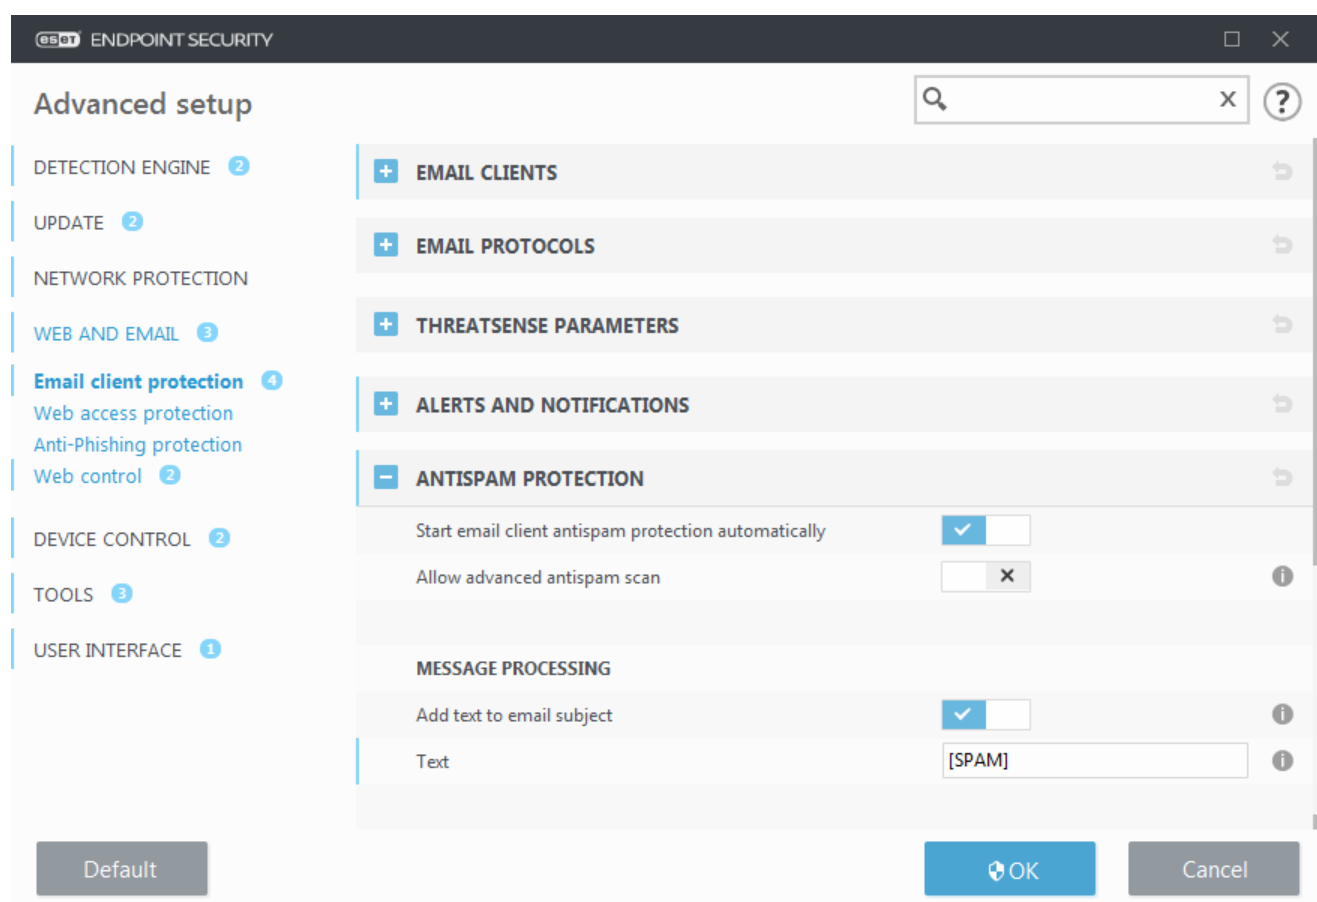 eset ENDPOINT SECURITY
Advanced setup
X
?
DETECTION ENGINE 2
UPDATE 2
NETWORK PROTECTION
WEB AND EMAIL 3
Email client protection 4
Web access protection
Anti-Phishing protection
Web control 2
DEVICE CONTROL 2
TOOLS 3
USER INTERFACE 1
EMAIL CLIENTS
EMAIL PROTOCOLS
THREATSENSE PARAMETERS
ALERTS AND NOTIFICATIONS
ANTISPAM PROTECTION
Start email client antispam protection automatically
Allow advanced antispam scan
MESSAGE PROCESSING
Add text to email subject
Text [SPAM]
Default
OK
Cancel